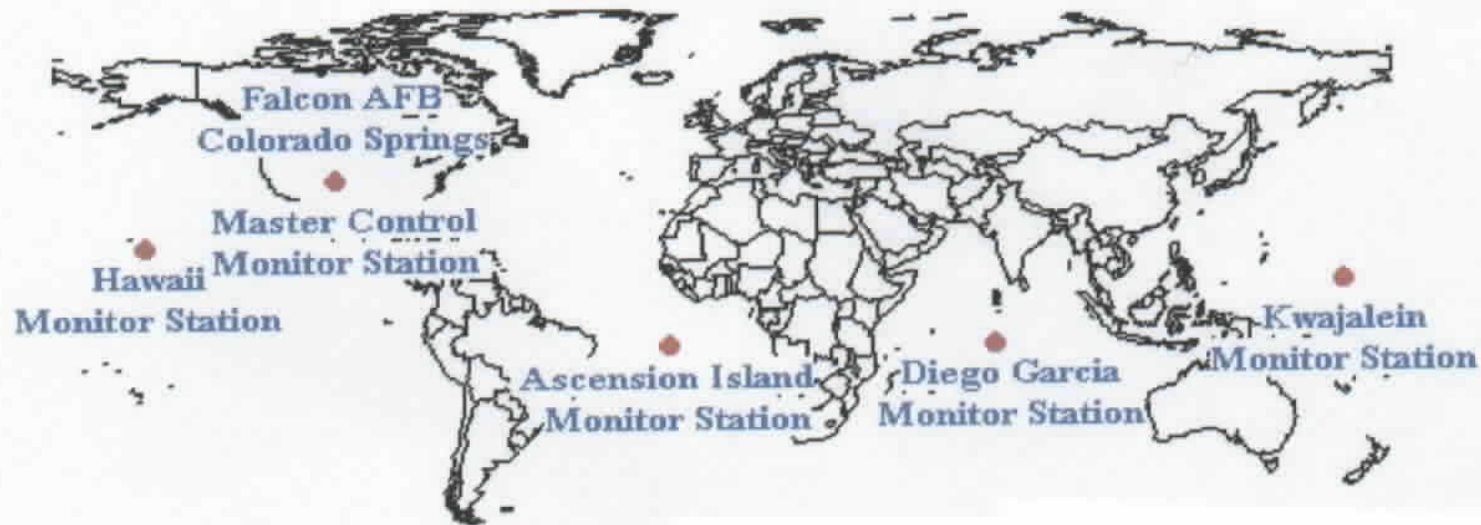 Falcon AFB
Colorado Springs
Master Control
Monitor Station
Hawaii
Monitor Station
Ascension Island
Monitor Station
Diego Garcia
Monitor Station
Kwajalein
Monitor Station